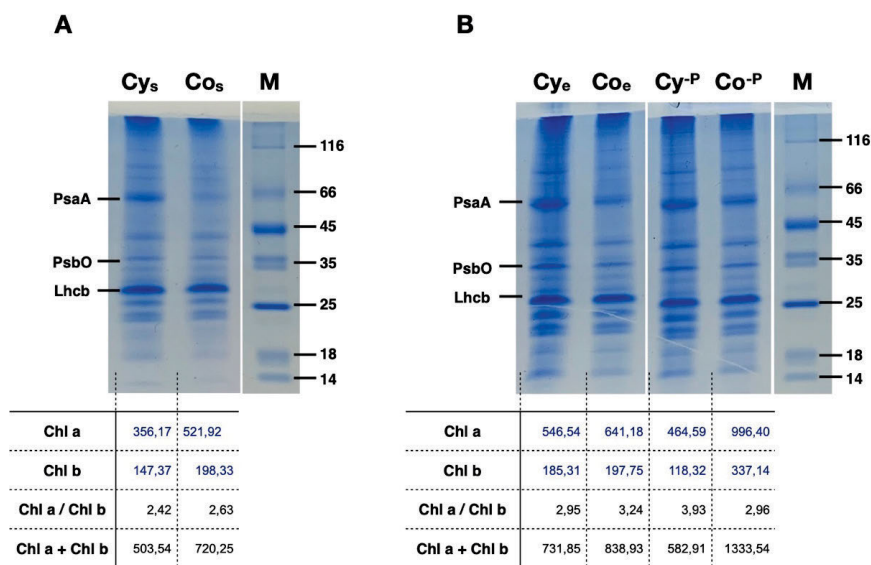 A
B
Cys Cos M
Cye Coe Cy-P Co-P M
116
66
45
35
25
18
14
PsaA
PsbO
Lhcb
116
66
45
35
25
18
14
PsaA
PsbO
Lhcb
Chl a 356,17 521,92
Chl b 147,37 198,33
Chl a / Chl b 2,42 2,63
Chl a + Chl b 503,54 720,25
Chl a 546,54 641,18 464,59 996,40
Chl b 185,31 197,75 118,32 337,14
Chl a / Chl b 2,95 3,24 3,93 2,96
Chl a + Chl b 731,85 838,93 582,91 1333,54